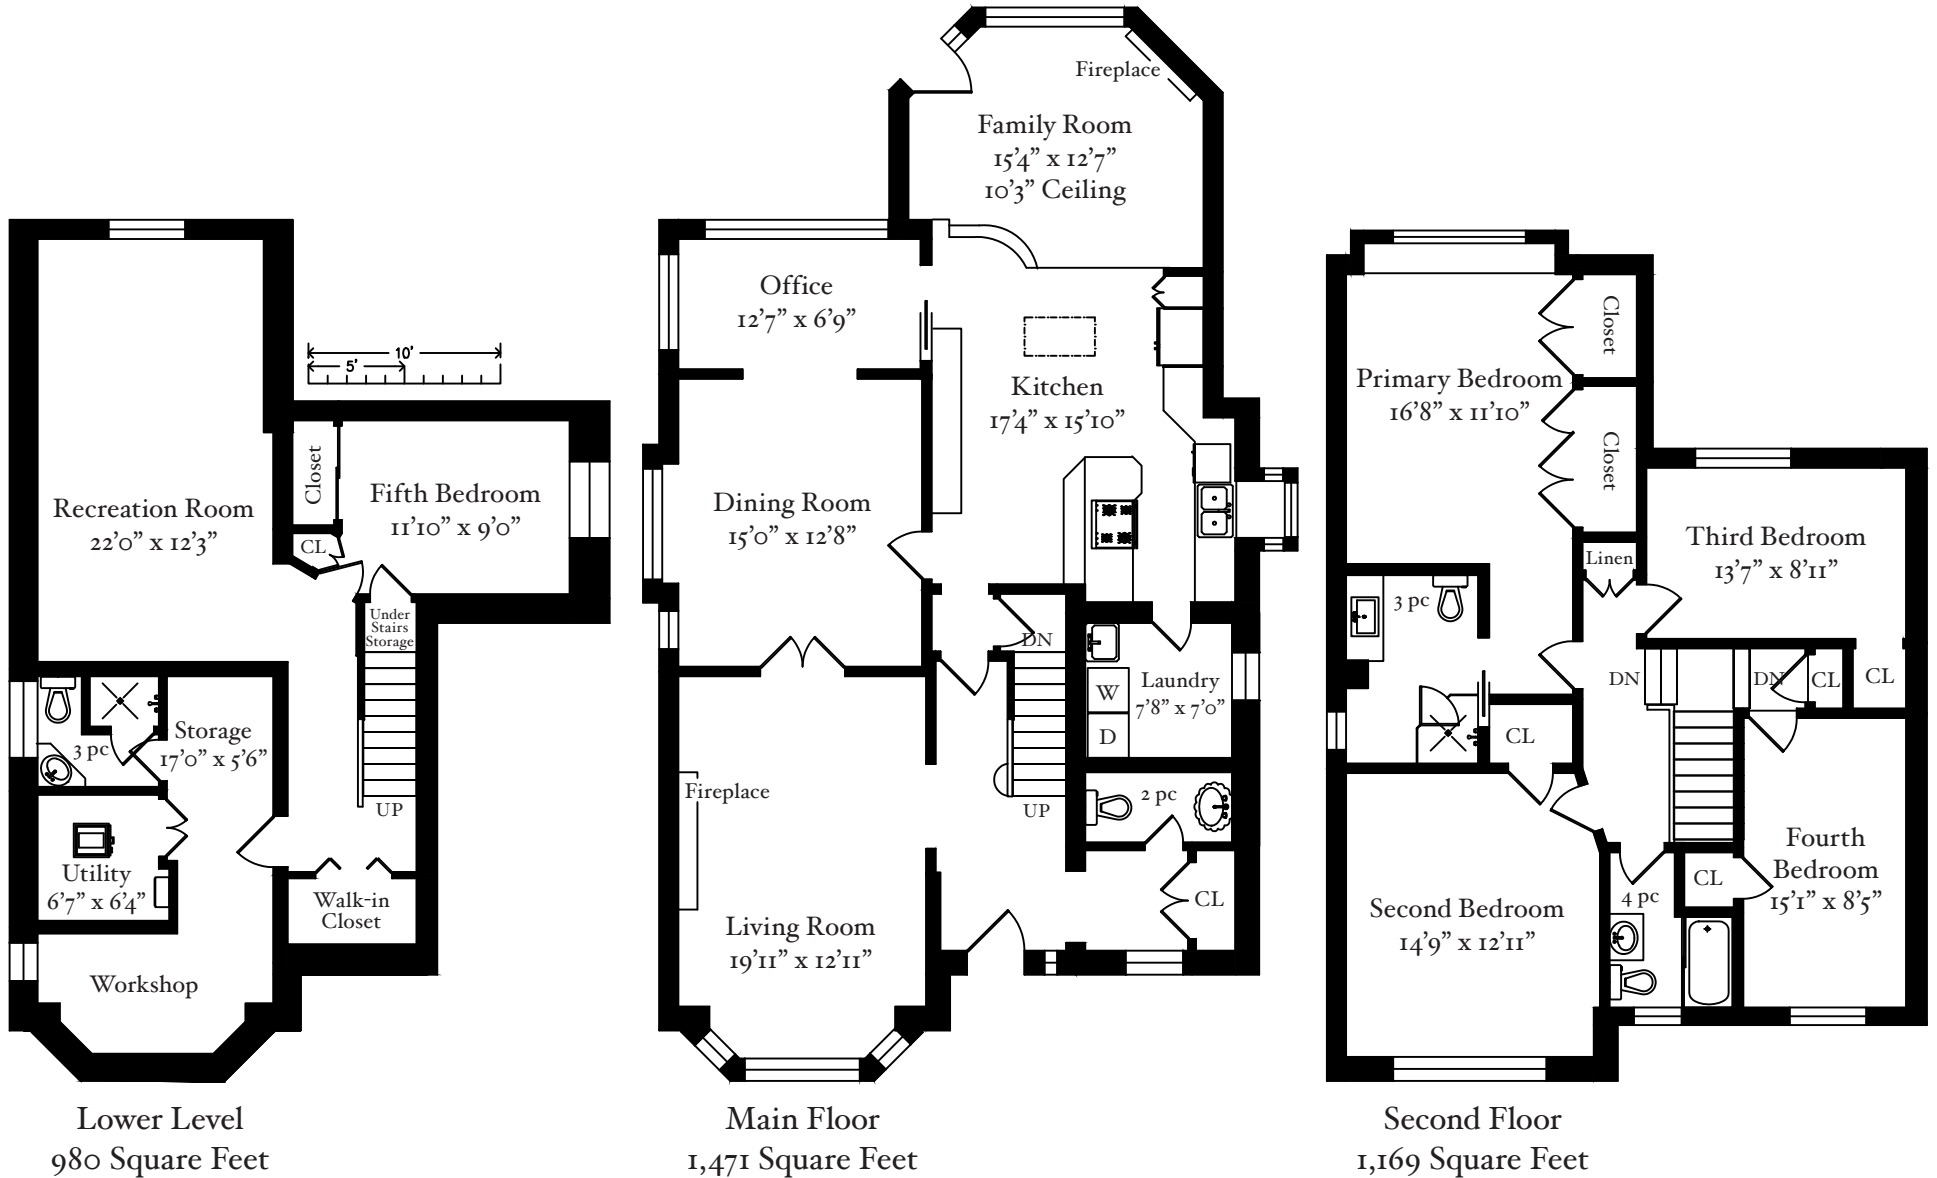 Recreation Room
22'0" x 12'3"
10'
5'
Closet
Fifth Bedroom
11'10" x 9'0"
CL
Under
Stairs
Storage
3 pc
Storage
17'0" x 5'6"
UP
Utility
6'7" x 6'4"
Walk-in
Closet
Workshop
Lower Level
980 Square Feet
Fireplace
Family Room
15'4" x 12'7"
10'3" Ceiling
Office
12'7" x 6'9"
Kitchen
17'4" x 15'10"
Dining Room
15'0" x 12'8"
DN
Laundry
7'8" x 7'0"
W
D
Fireplace
UP
2 pc
CL
Living Room
19'11" x 12'11"
Main Floor
1,471 Square Feet
Closet
Primary Bedroom
16'8" x 11'10"
Closet
Linen
Third Bedroom
13'7" x 8'11"
3 pc
DN
DN
CL
CL
CL
Fourth
Bedroom
15'1" x 8'5"
CL
4 pc
Second Bedroom
14'9" x 12'11"
Second Floor
1,169 Square Feet